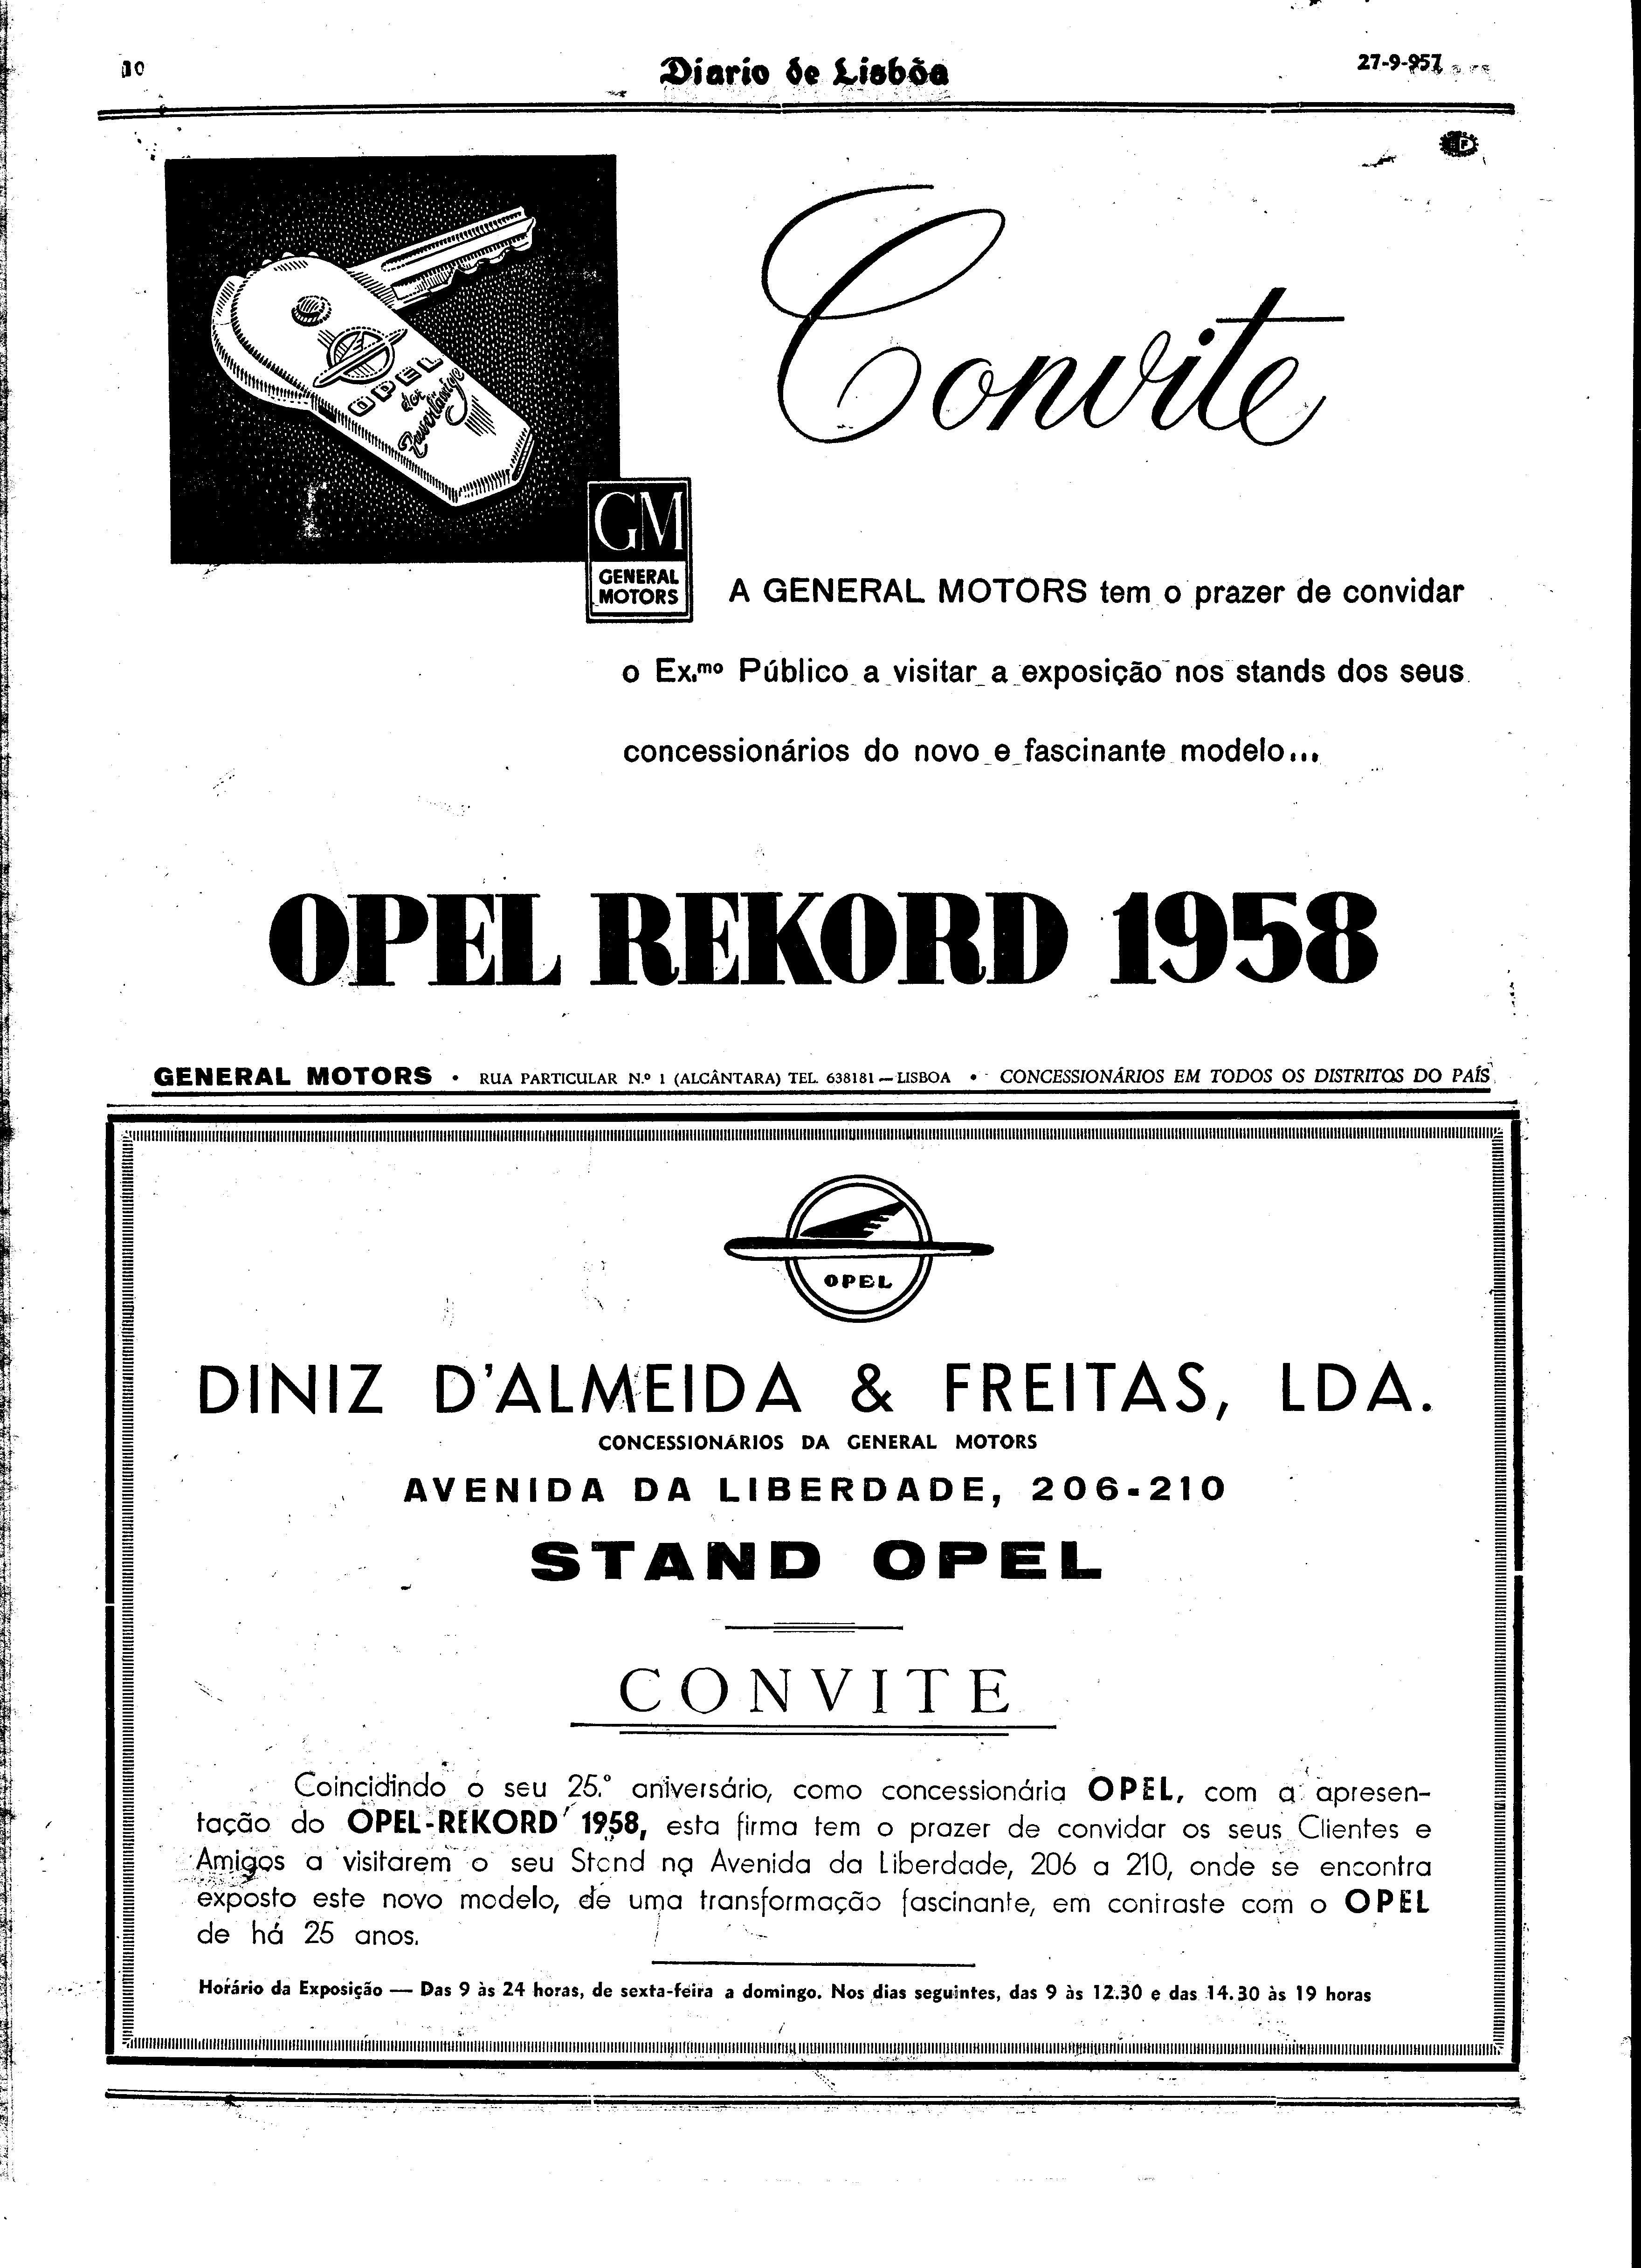 10
Diario de Lisbôa
27-9-957
OPEL
der
Zuverlässige
Convite
GM
GENERAL
MOTORS
A GENERAL MOTORS tem o prazer de convidar
o Ex.mo Público a visitar a exposição nos stands dos seus
concessionários do novo e fascinante modelo...
OPEL REKORD 1958
GENERAL MOTORS • RUA PARTICULAR N.º 1 (ALCÂNTARA) TEL. 638181 — LISBOA • CONCESSIONÁRIOS EM TODOS OS DISTRITOS DO PAÍS
OPEL
DINIZ D'ALMEIDA & FREITAS, LDA.
CONCESSIONÁRIOS DA GENERAL MOTORS
AVENIDA DA LIBERDADE, 206-210
STAND OPEL
CONVITE
Coincidindo o seu 25.º aniversário, como concessionária OPEL, com a apresen-
tação do OPEL-REKORD 1958, esta firma tem o prazer de convidar os seus Clientes e
Amigos a visitarem o seu Stand na Avenida da Liberdade, 206 a 210, onde se encontra
exposto este novo modelo, de uma transformação fascinante, em contraste com o OPEL
de há 25 anos.
Horário da Exposição — Das 9 às 24 horas, de sexta-feira a domingo. Nos dias seguintes, das 9 às 12.30 e das 14.30 às 19 horas